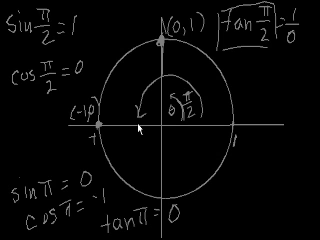 sin π/2 = 1
(0, 1)
tan π/2 = 1/0
cos π/2 = 0
(-1, 0)
θ π/2
-1
1
sin π = 0
cos π = -1
tan π = 0